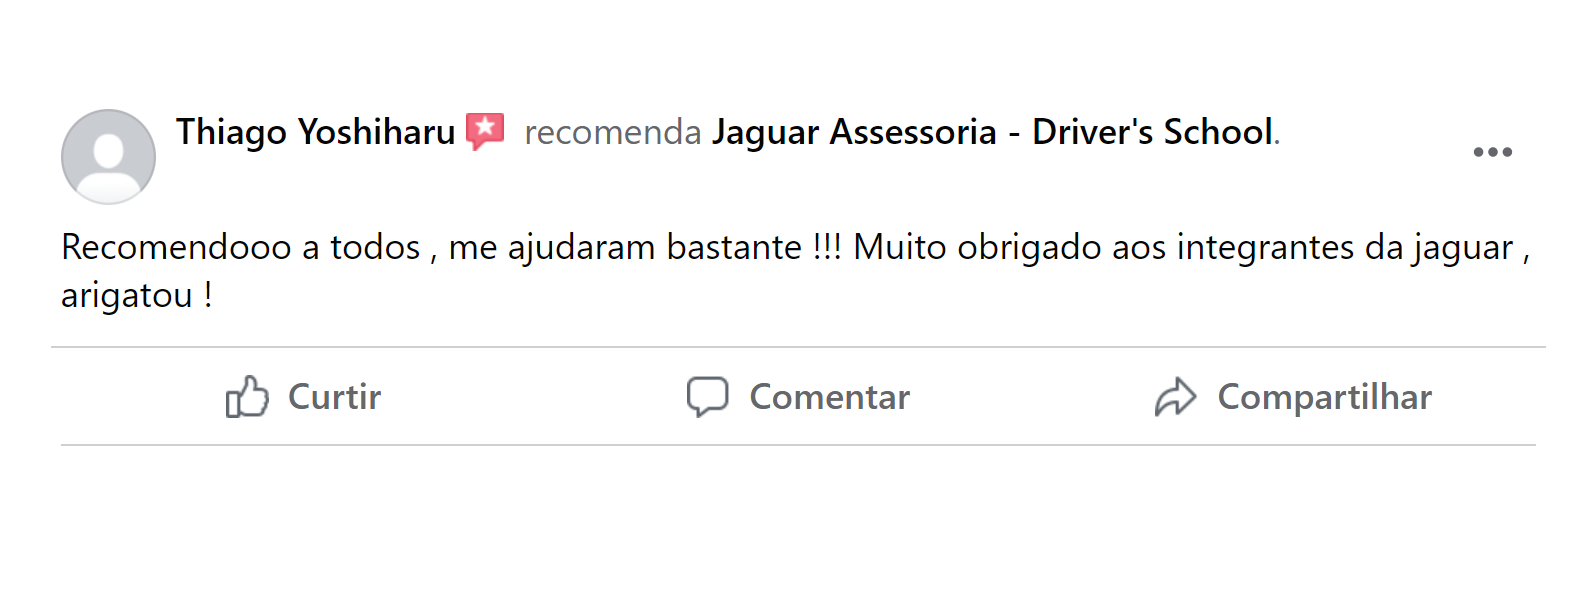 Thiago Yoshiharu recomenda Jaguar Assessoria - Driver's School.
Recomendooo a todos , me ajudaram bastante !!! Muito obrigado aos integrantes da jaguar ,
arigatou !
Curtir Comentar Compartilhar